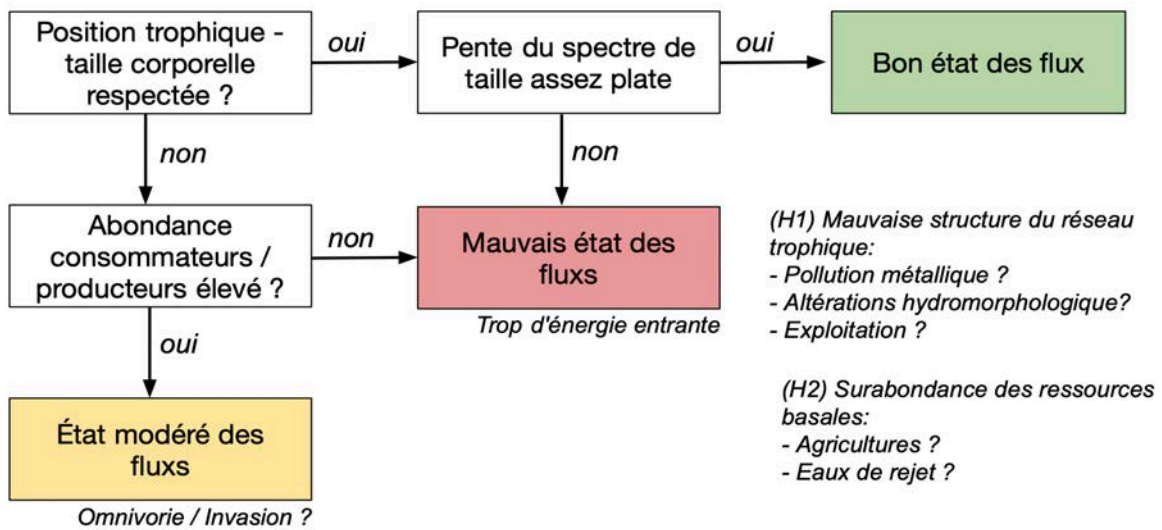 Position trophique -
taille corporelle
respectée ?
oui
Pente du spectre de
taille assez plate
oui
Bon état des flux
non
non
Abondance
consommateurs /
producteurs élevé ?
non
Mauvais état des
fluxs
Trop d'énergie entrante
(H1) Mauvaise structure du réseau
trophique:
- Pollution métallique ?
- Altérations hydromorphologique?
- Exploitation ?
oui
(H2) Surabondance des ressources
basales:
- Agricultures ?
- Eaux de rejet ?
État modéré des
fluxs
Omnivorie / Invasion ?